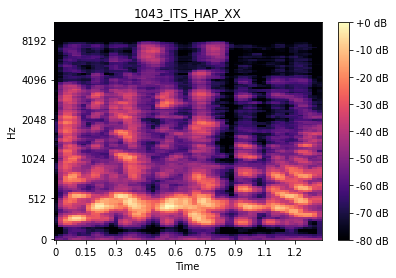 1043_ITS_HAP_XX
+0 dB
8192
-10 dB
4096
-20 dB
-30 dB
2048
Hz
-40 dB
1024
-50 dB
512
-60 dB
-70 dB
0
-80 dB
0 0.15 0.3 0.45 0.6 0.75 0.9 1.1 1.2
Time